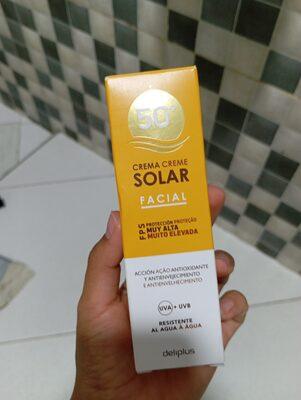 50+
CREMA CREME
SOLAR
FACIAL
FPS
PROTECCIÓN PROTEÇÃO
MUY ALTA
MUITO ELEVADA
ACCIÓN AÇÃO ANTIOXIDANTE
Y ANTIENVEJECIMIENTO
E ANTIENVELHECIMENTO
UVA + UVB
RESISTENTE
AL AGUA À ÁGUA
deliplus